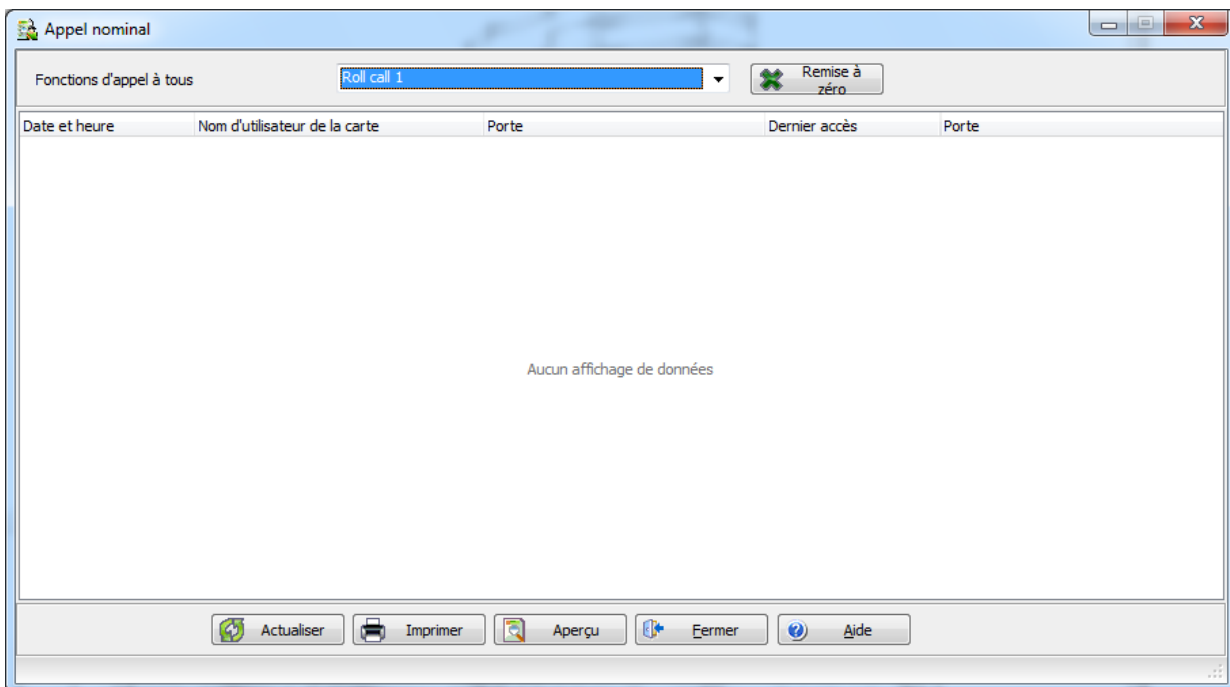 Appel nominal
Fonctions d'appel à tous Roll call 1 Remise à
zéro
Date et heure Nom d'utilisateur de la carte Porte Dernier accès Porte
Aucun affichage de données
Actualiser Imprimer Aperçu Fermer Aide